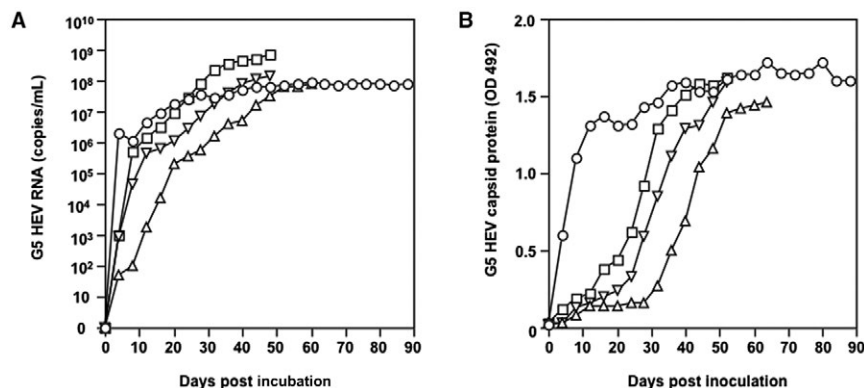 A
G5 HEV RNA (copies/mL)
10¹⁰
10⁹
10⁸
10⁷
10⁶
10⁵
10⁴
10³
10²
10
0
0 10 20 30 40 50 60 70 80 90
Days post incubation
B
G5 HEV capsid protein (OD 492)
2.0
1.5
1.0
0.5
0
0 10 20 30 40 50 60 70 80 90
Days post inoculation